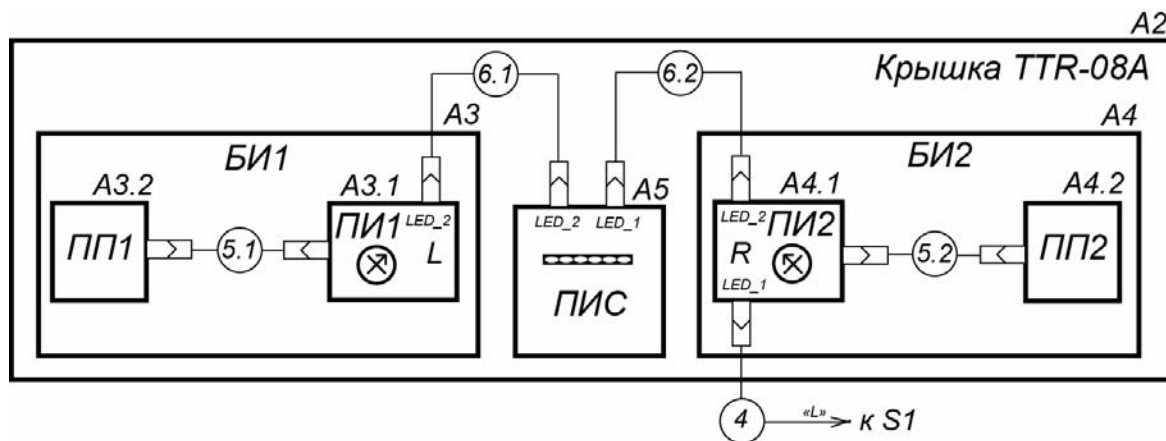 A2
Крышка TTR-08A
6.1
6.2
A3
A4
БИ1
БИ2
A3.2
A3.1
A5
A4.1
A4.2
ПП1
5.1
ПИ1
LED_2
L
LED_2
LED_1
ПИС
LED_2
ПИ2
R
LED_1
5.2
ПП2
4
«L»
к S1